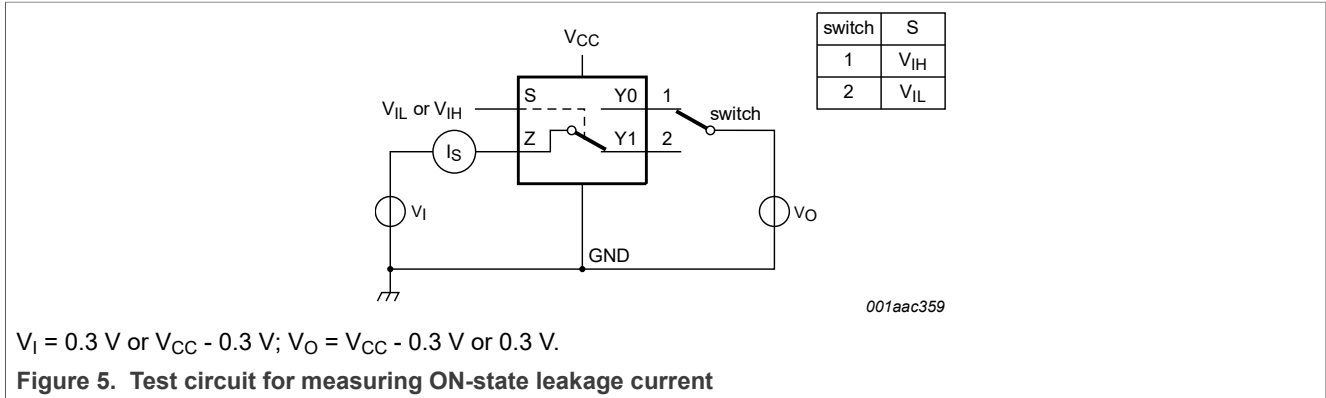 switch S
1 VIH
2 VIL
VCC
S Y0 1
VIL or VIH
switch
Z Y1 2
IS
VI
VO
GND
001aac359
VI = 0.3 V or VCC - 0.3 V; VO = VCC - 0.3 V or 0.3 V.
Figure 5. Test circuit for measuring ON-state leakage current